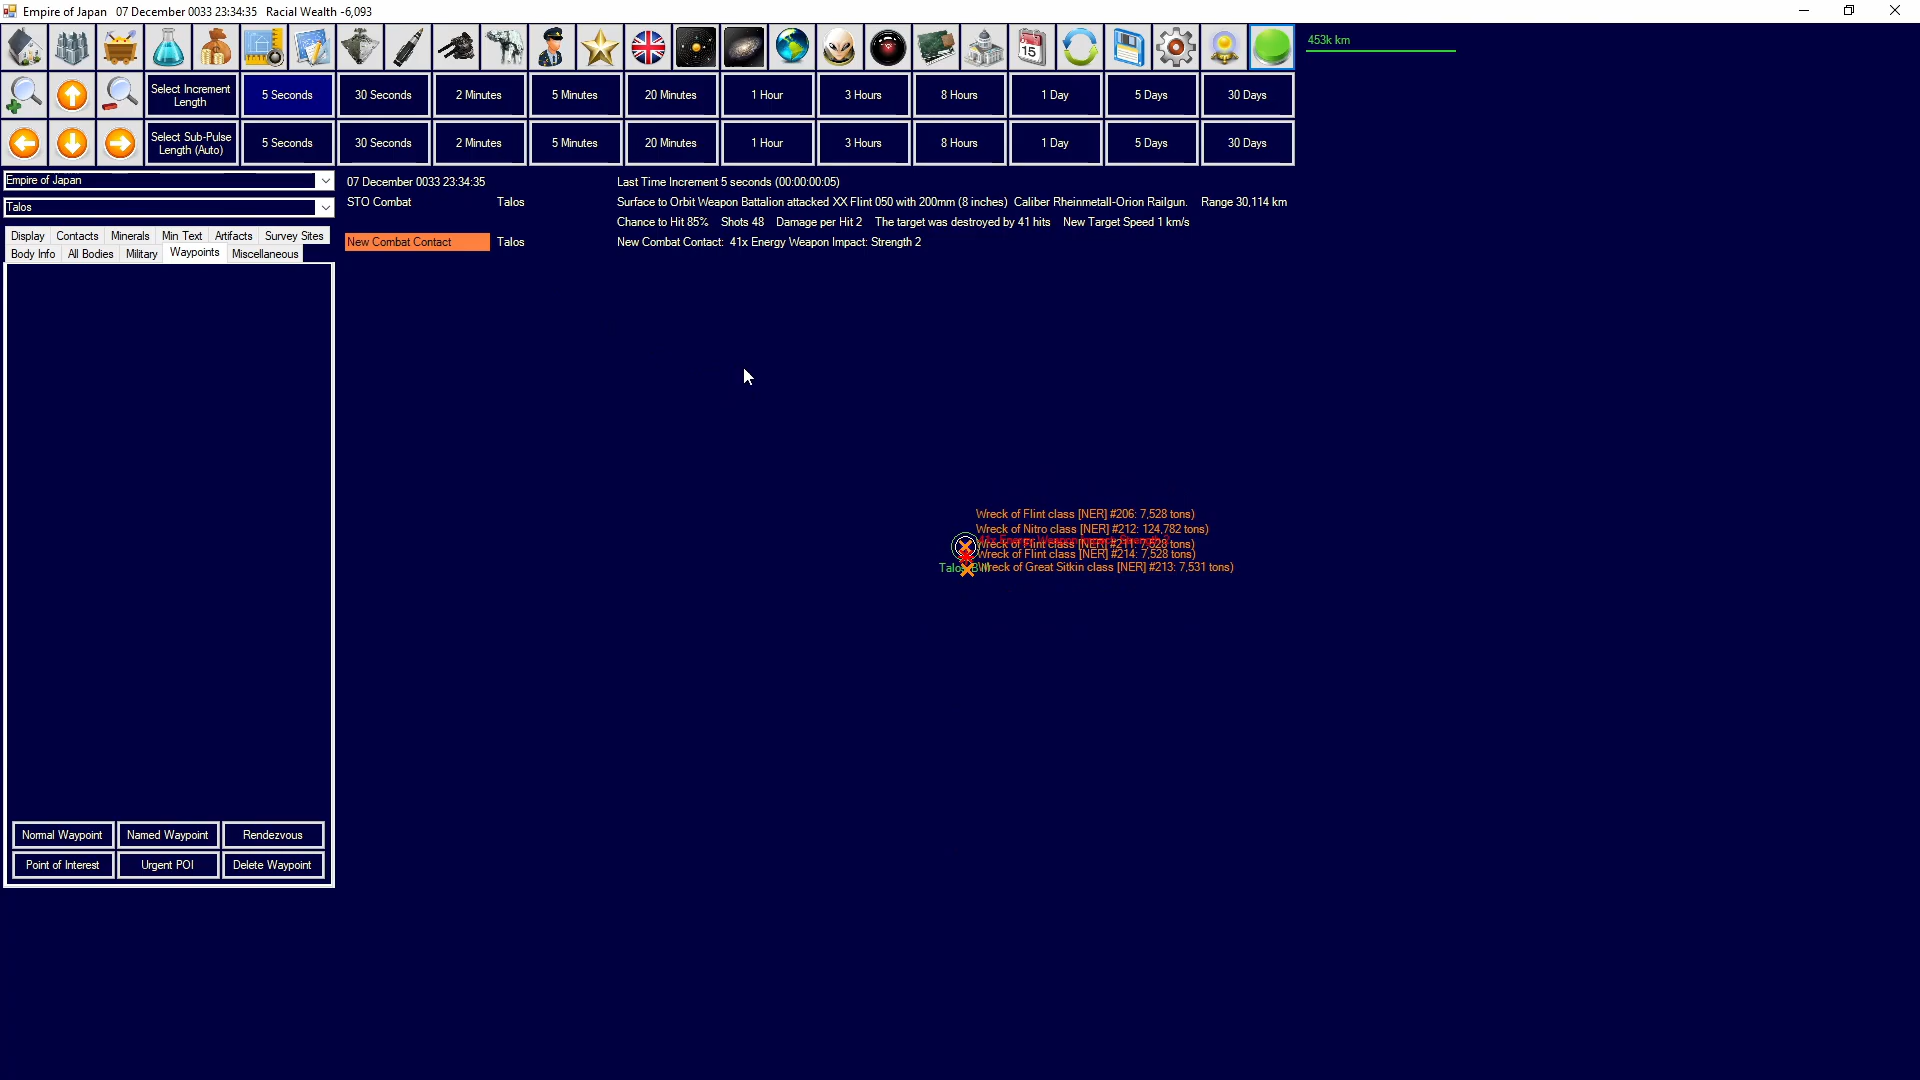 Empire of Japan   07 December 0033 23:34:35   Racial Wealth -6,093
15
453k km
Select Increment Length
5 Seconds
30 Seconds
2 Minutes
5 Minutes
20 Minutes
1 Hour
3 Hours
8 Hours
1 Day
5 Days
30 Days
Select Sub-Pulse Length (Auto)
5 Seconds
30 Seconds
2 Minutes
5 Minutes
20 Minutes
1 Hour
3 Hours
8 Hours
1 Day
5 Days
30 Days
Empire of Japan
Talos
Display  Contacts  Minerals  Min Text  Artifacts  Survey Sites
Body Info  All Bodies  Military  Waypoints  Miscellaneous
07 December 0033 23:34:35  Last Time Increment 5 seconds (00:00:00:05)
STO Combat  Talos  Surface to Orbit Weapon Battalion attacked XX Flint 050 with 200mm (8 inches)  Caliber Rheinmetall-Orion Railgun.   Range 30,114 km
Chance to Hit 85%   Shots 48   Damage per Hit 2   The target was destroyed by 41 hits   New Target Speed 1 km/s
New Combat Contact  Talos  New Combat Contact:  41x Energy Weapon Impact: Strength 2
Wreck of Flint class [NER] #206: 7,528 tons)
Wreck of Nitro class [NER] #212: 124,782 tons)
Wreck of Flint class [NER] #211: 7,528 tons)
Wreck of Flint class [NER] #214: 7,528 tons)
Wreck of Great Sitkin class [NER] #213: 7,531 tons)
Normal Waypoint  Named Waypoint  Rendezvous
Point of Interest  Urgent POI  Delete Waypoint